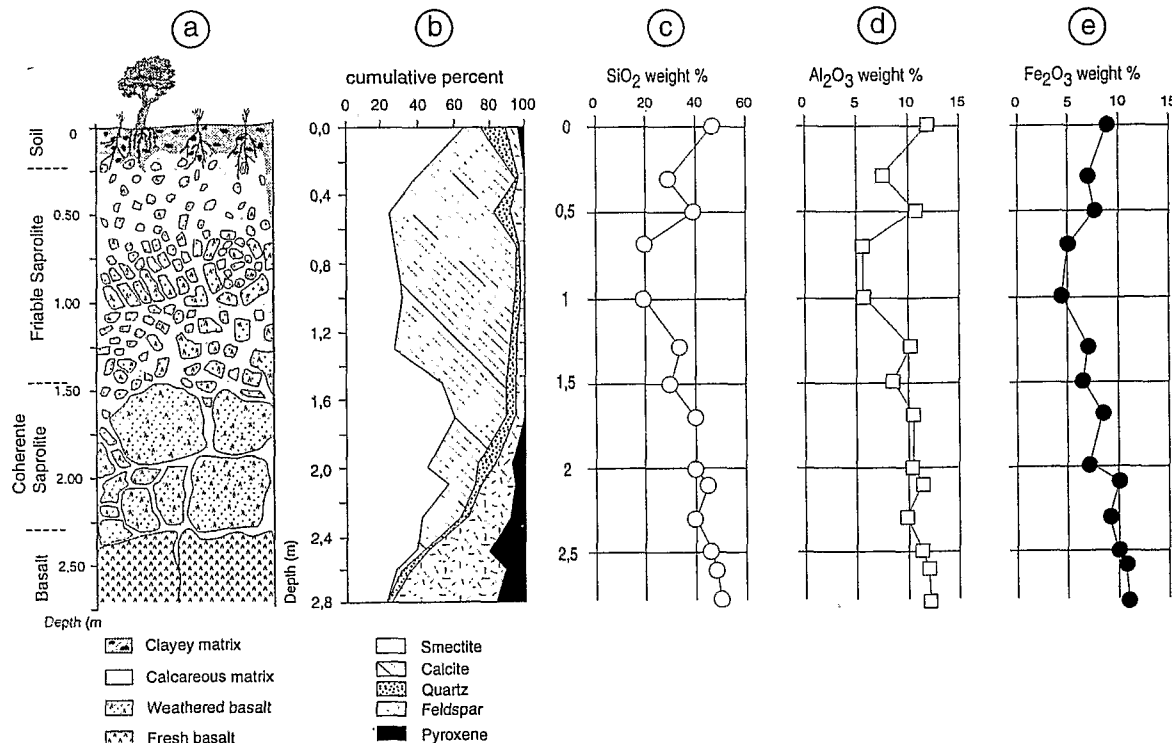 a b c d e
cumulative percent SiO2 weight % Al2O3 weight % Fe2O3 weight %
0 20 40 60 80 100 0 20 40 60 0 5 10 15 0 5 10 15
Soil
Friable Saprolite
Coherente
Saprolite
Basalt
0
0.50
1.00
1.50
2.00
2.50
Depth (m
0,0
0,4
0,8
1,2
1,6
2,0
2,4
2,8
Depth (m)
0
0,5
1
1,5
2
2,5
Clayey matrix
Calcareous matrix
Weathered basalt
Fresh basalt
Smectite
Calcite
Quartz
Feldspar
Pyroxene